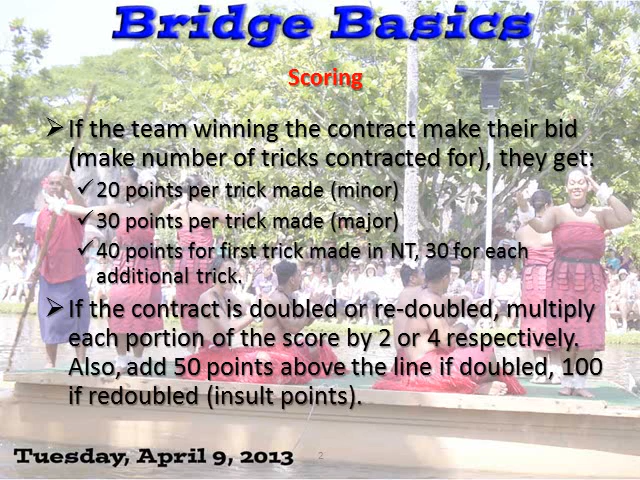 Bridge Basics
Scoring
➢ If the team winning the contract make their bid
(make number of tricks contracted for), they get:
✓ 20 points per trick made (minor)
✓ 30 points per trick made (major)
✓ 40 points for first trick made in NT, 30 for each
additional trick.
➢ If the contract is doubled or re-doubled, multiply
each portion of the score by 2 or 4 respectively.
Also, add 50 points above the line if doubled, 100
if redoubled (insult points).
Tuesday, April 9, 2013
2